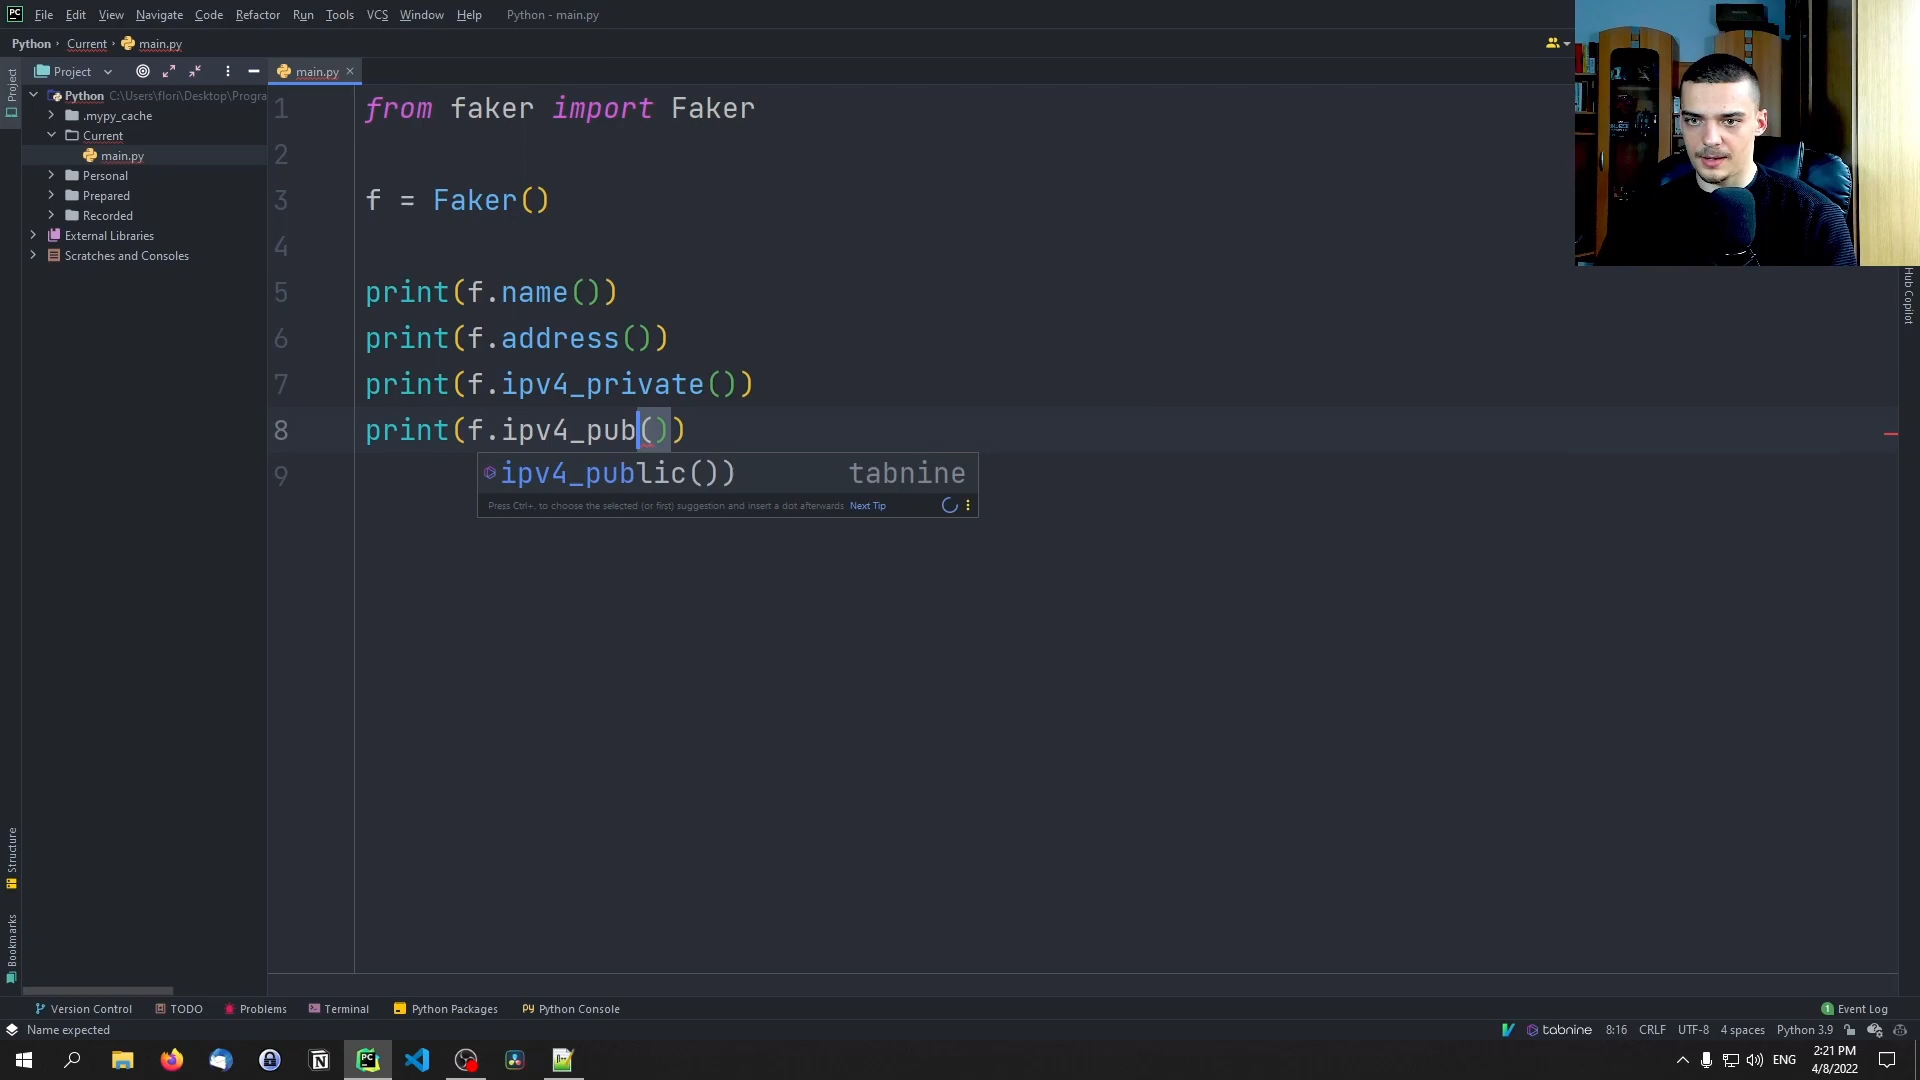 PC File Edit View Navigate Code Refactor Run Tools VCS Window Help Python - main.py
Python Current main.py
Project main.py
Project
Python C:\Users\flori\Desktop\Progra
.mypy_cache
Current
main.py
Personal
Prepared
Recorded
External Libraries
Scratches and Consoles
1 from faker import Faker
2
3 f = Faker()
4
5 print(f.name())
6 print(f.address())
7 print(f.ipv4_private())
8 print(f.ipv4_pub())
9
ipv4_public()) tabnine
Press Ctrl+. to choose the selected (or first) suggestion and insert a dot afterwards Next Tip
Hub Copilot
Structure
Bookmarks
Version Control TODO Problems Terminal Python Packages Python Console 1 Event Log
Name expected tabnine 8:16 CRLF UTF-8 4 spaces Python 3.9
ENG 2:21 PM
4/8/2022